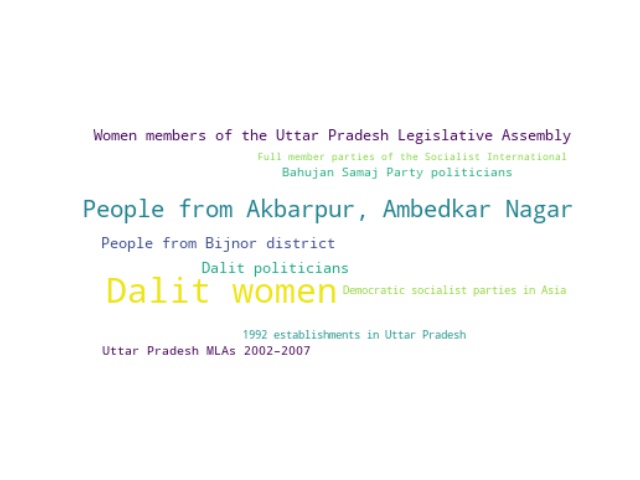 Women members of the Uttar Pradesh Legislative Assembly
Full member parties of the Socialist International
Bahujan Samaj Party politicians
People from Akbarpur, Ambedkar Nagar
People from Bijnor district
Dalit politicians
Dalit women
Democratic socialist parties in Asia
1992 establishments in Uttar Pradesh
Uttar Pradesh MLAs 2002–2007